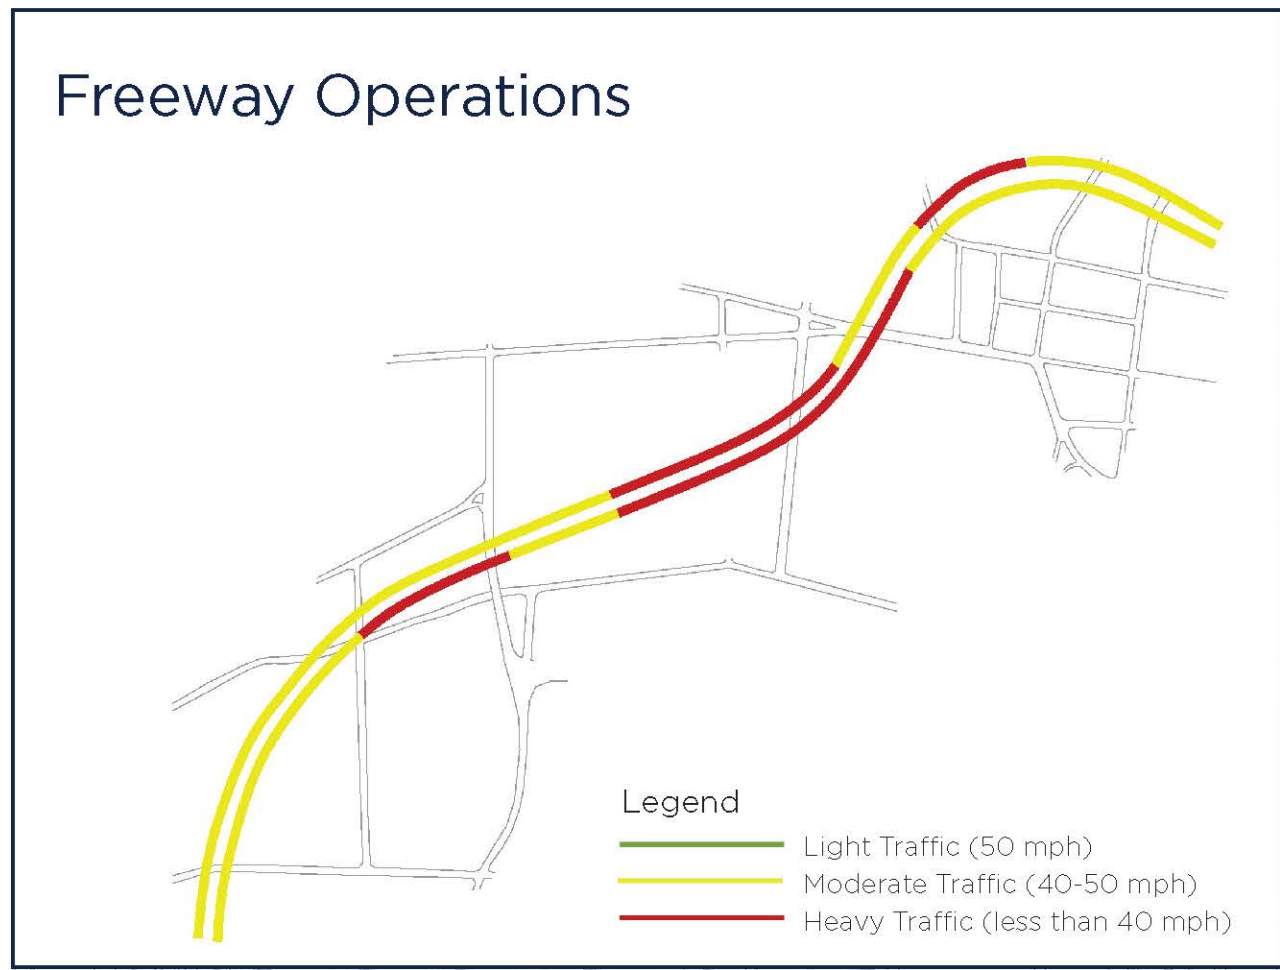 Freeway Operations
Legend
Light Traffic (50 mph)
Moderate Traffic (40-50 mph)
Heavy Traffic (less than 40 mph)